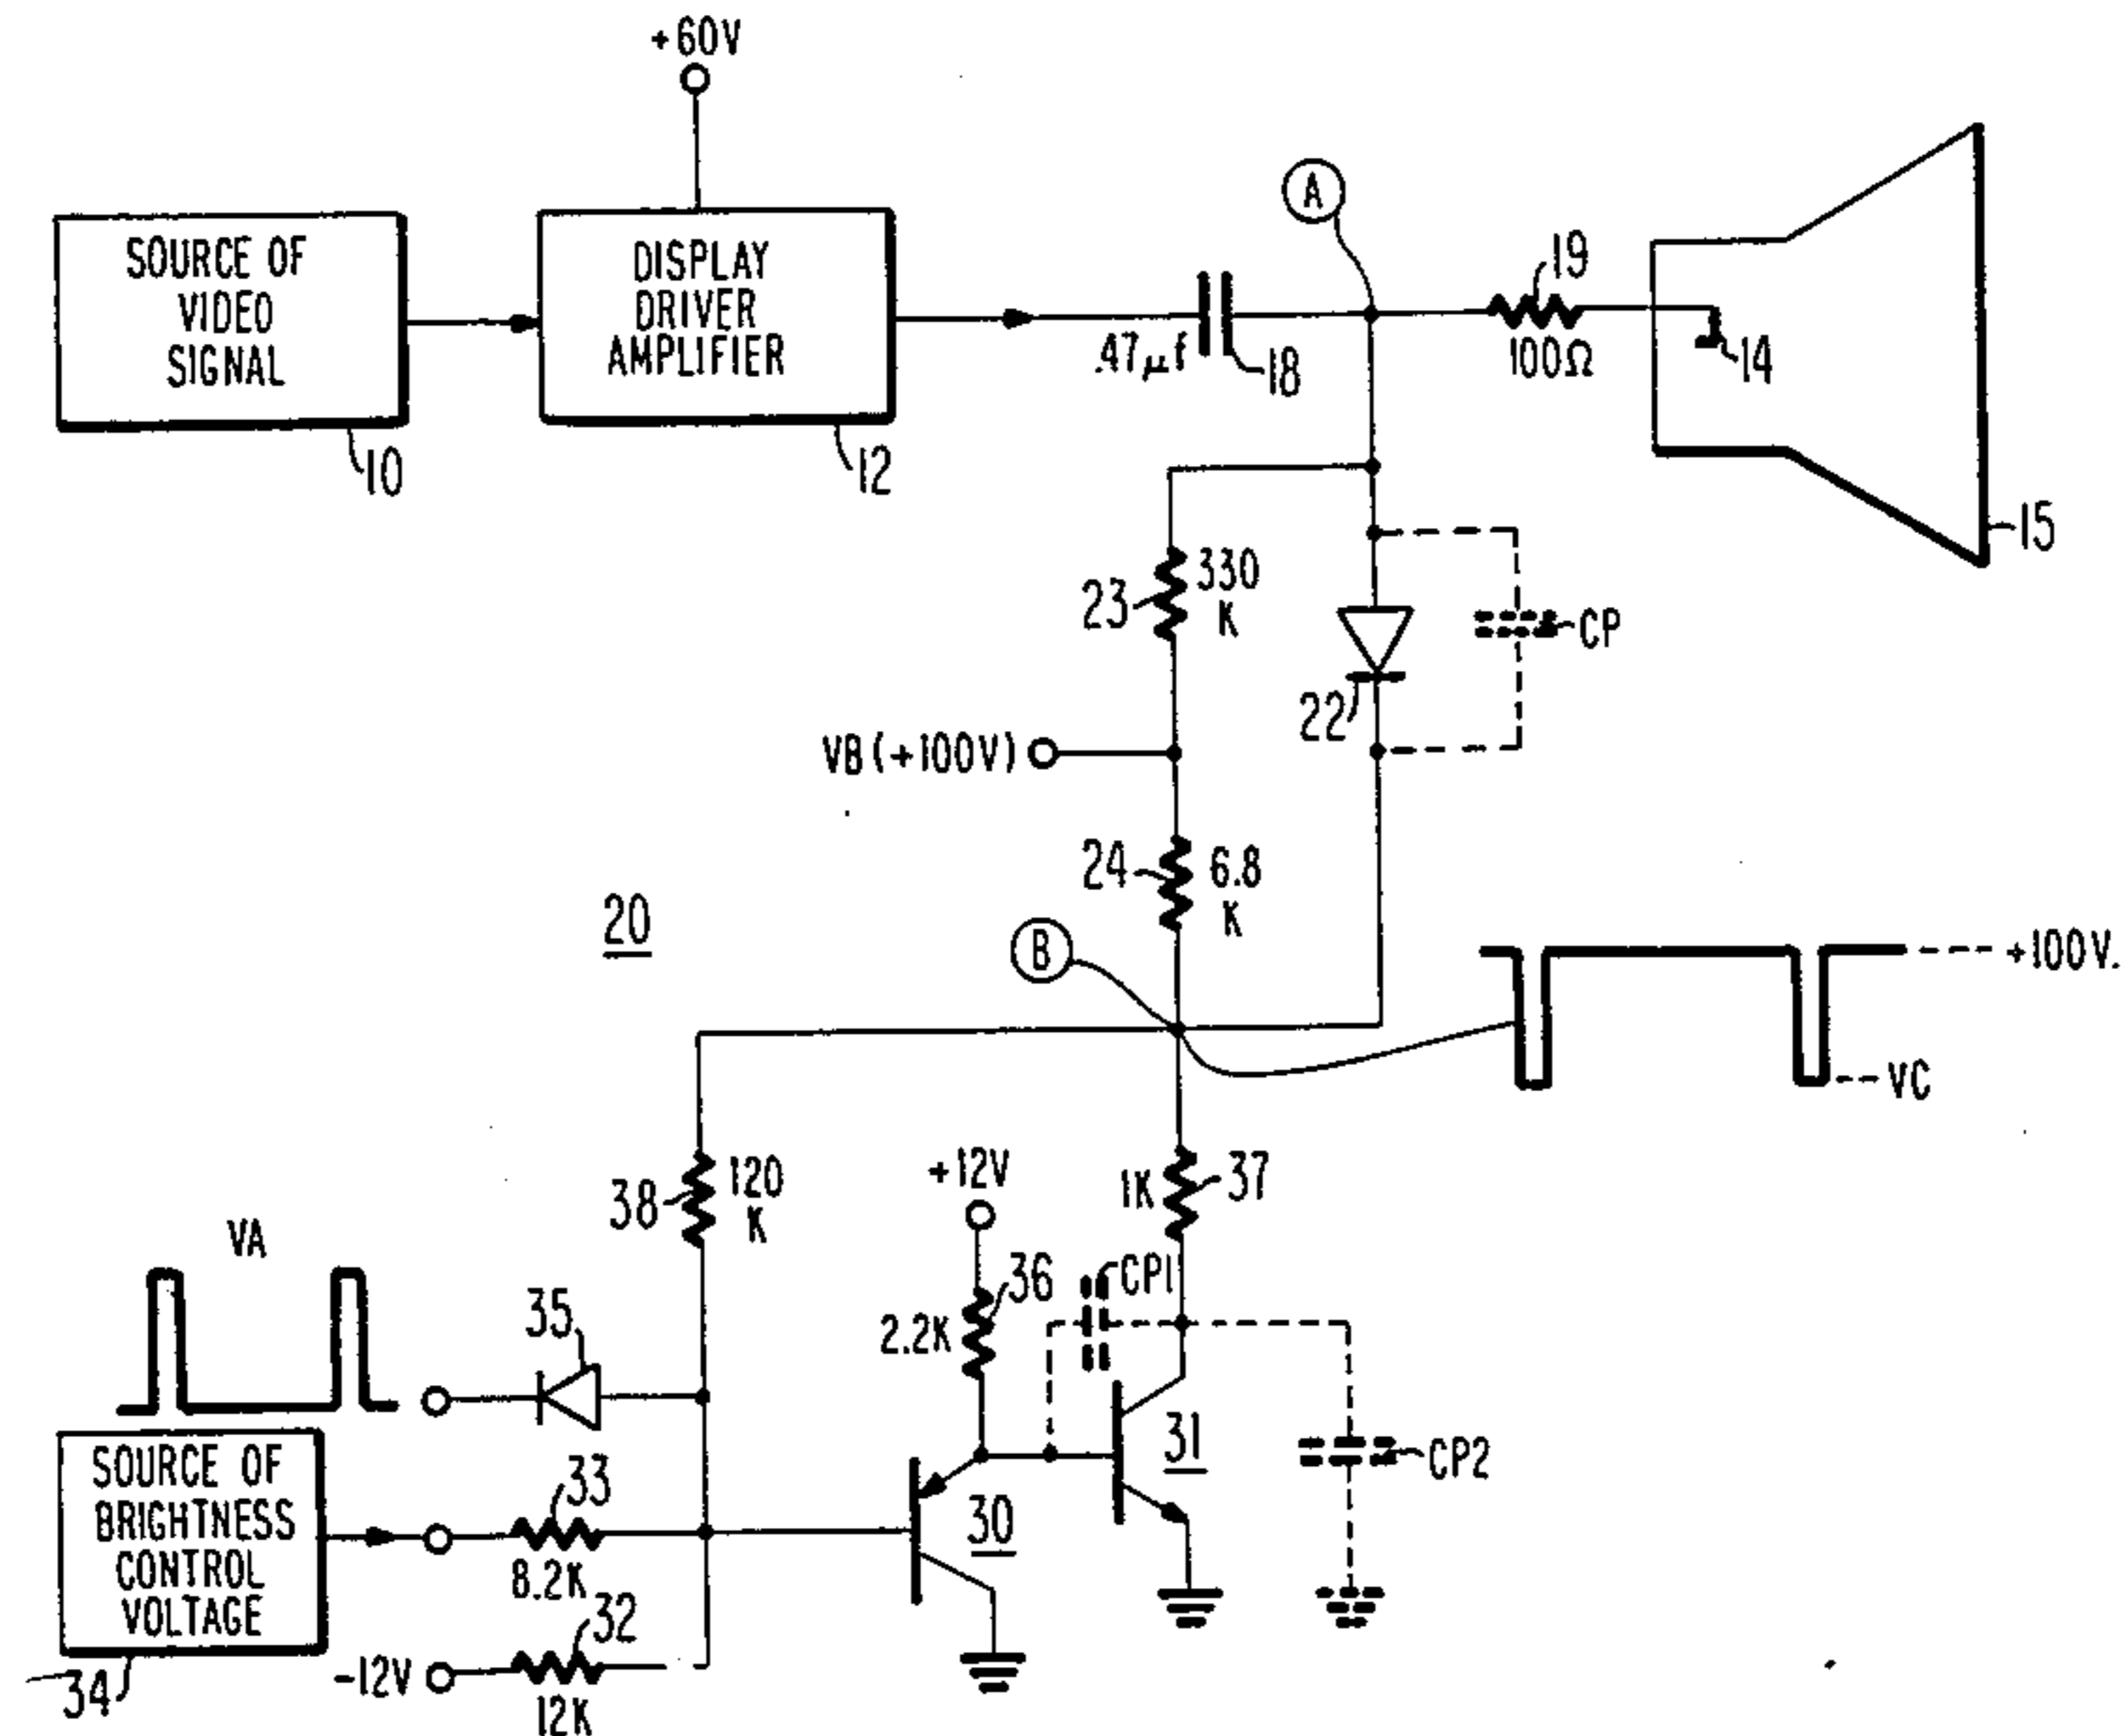 +60V
SOURCE OF
VIDEO
SIGNAL
10
DISPLAY
DRIVER
AMPLIFIER
12
.47μf
18
A
19
100Ω
14
15
23
330
K
22
CP
VB (+100V)
24
6.8
K
20
B
+100V.
VC
38
120
K
+12V
1K
37
VA
35
36
2.2K
CP1
31
CP2
SOURCE OF
BRIGHTNESS
CONTROL
VOLTAGE
34
33
8.2K
30
32
-12V
12K